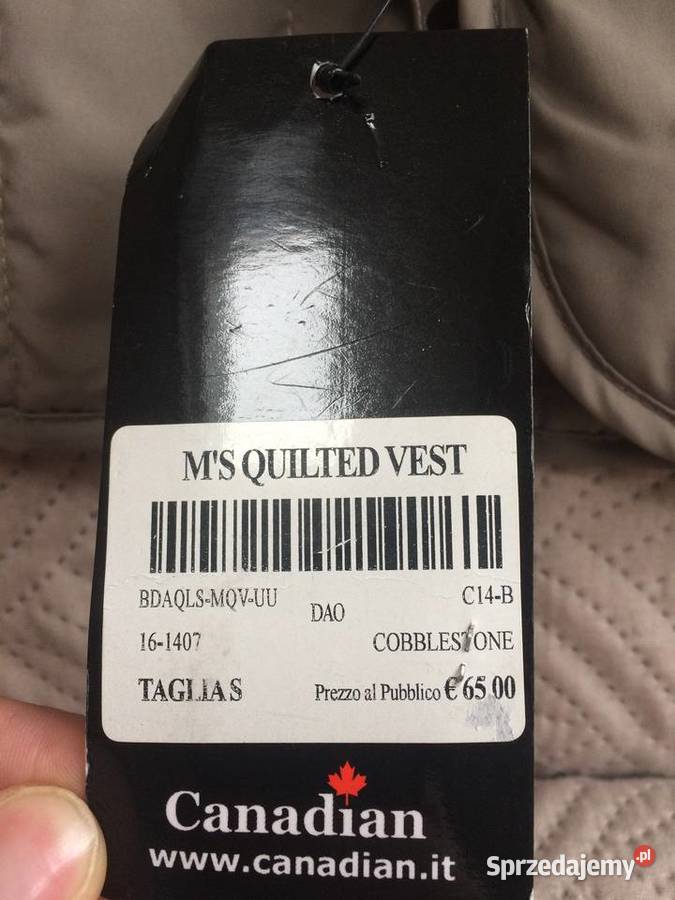 M'S QUILTED VEST
BDAQLS-MQV-UU
DAO
C14-B
16-1407
COBBLESTONE
TAGLIA S
Prezzo al Pubblico € 65.00
Canadian
www.canadian.it
Sprzedajemy.pl